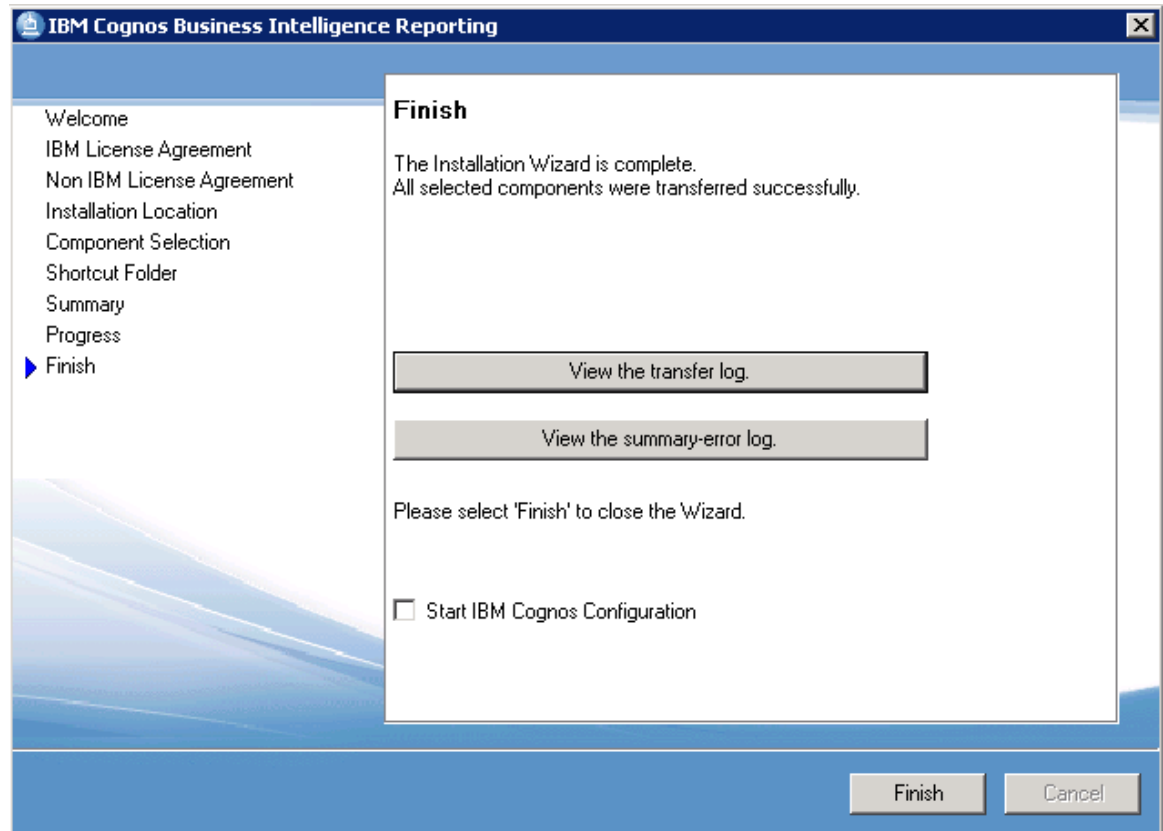 IBM Cognos Business Intelligence Reporting
Welcome
IBM License Agreement
Non IBM License Agreement
Installation Location
Component Selection
Shortcut Folder
Summary
Progress
Finish
Finish
The Installation Wizard is complete.
All selected components were transferred successfully.
View the transfer log.
View the summary-error log.
Please select 'Finish' to close the Wizard.
Start IBM Cognos Configuration
Finish
Cancel